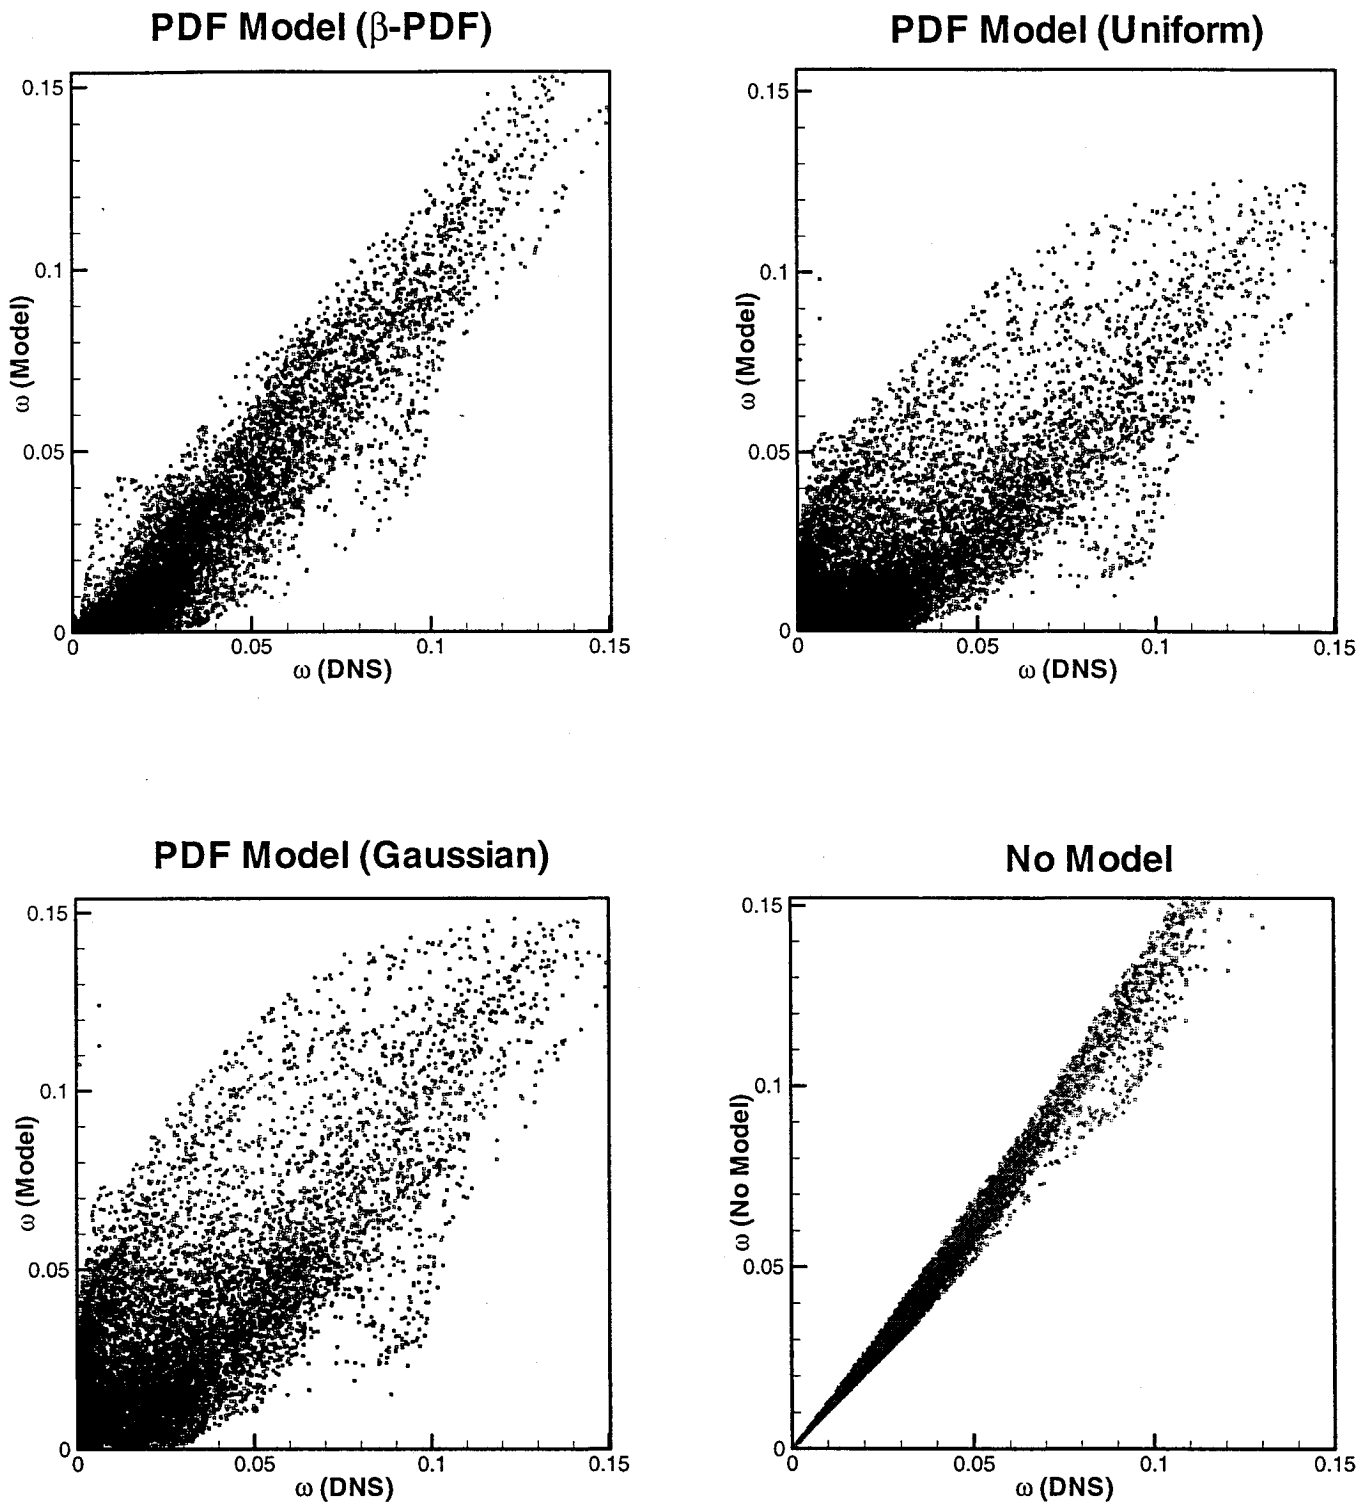 PDF Model (β-PDF)
0.15
0.1
0.05
0
ω (Model)
0
0.05
0.1
0.15
ω (DNS)
PDF Model (Uniform)
0.15
0.1
0.05
0
ω (Model)
0
0.05
0.1
0.15
ω (DNS)
PDF Model (Gaussian)
0.15
0.1
0.05
0
ω (Model)
0
0.05
0.1
0.15
ω (DNS)
No Model
0.15
0.1
0.05
0
ω (No Model)
0
0.05
0.1
0.15
ω (DNS)